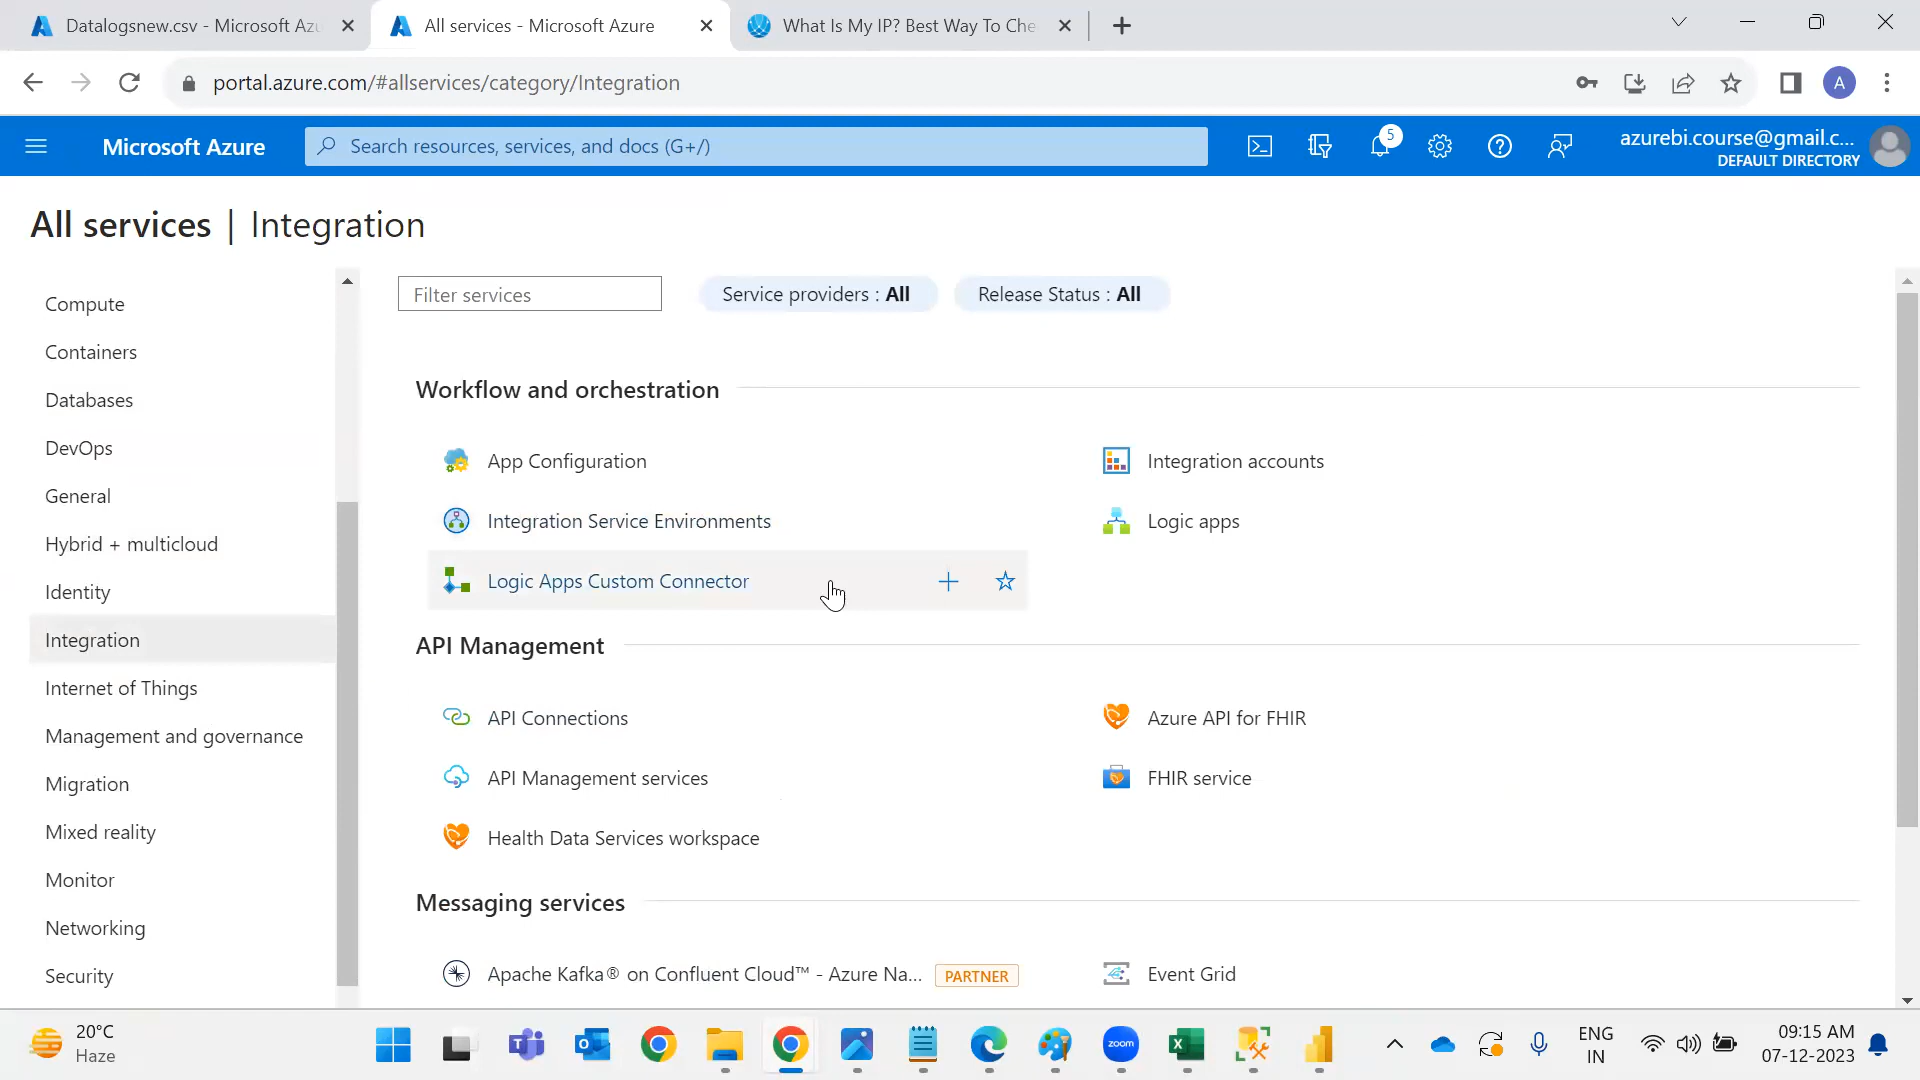 Datalogsnew.csv - Microsoft Azu
All services - Microsoft Azure
What Is My IP? Best Way To Che
portal.azure.com/#allservices/category/Integration
A
Microsoft Azure
Search resources, services, and docs (G+/)
5
azurebi.course@gmail.c...
DEFAULT DIRECTORY
All services | Integration
Compute
Containers
Databases
DevOps
General
Hybrid + multicloud
Identity
Integration
Internet of Things
Management and governance
Migration
Mixed reality
Monitor
Networking
Security
Filter services
Service providers : All
Release Status : All
Workflow and orchestration
App Configuration
Integration accounts
Integration Service Environments
Logic apps
Logic Apps Custom Connector
API Management
API Connections
Azure API for FHIR
API Management services
FHIR service
Health Data Services workspace
Messaging services
Apache Kafka® on Confluent Cloud™ - Azure Na...
PARTNER
Event Grid
20°C
Haze
zoom
ENG
IN
09:15 AM
07-12-2023